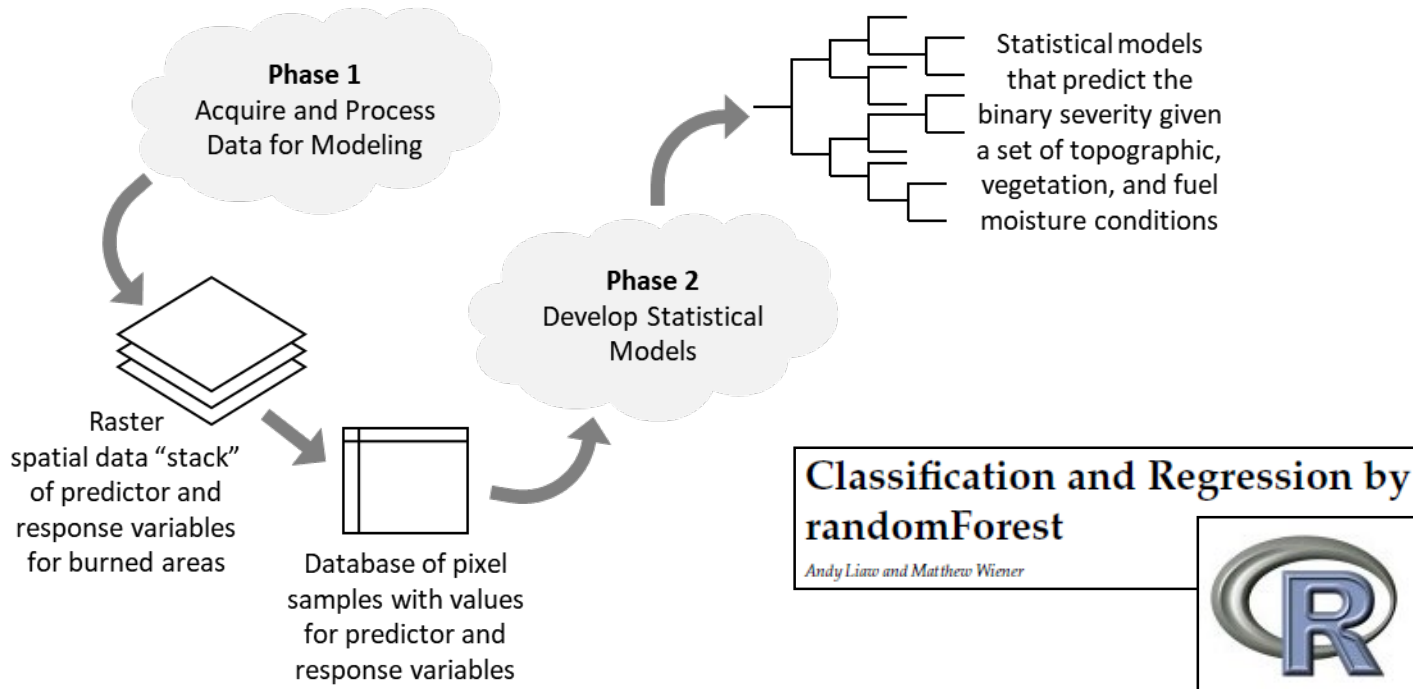 Phase 1
Acquire and Process
Data for Modeling
Raster
spatial data “stack”
of predictor and
response variables
for burned areas
Database of pixel
samples with values
for predictor and
response variables
Phase 2
Develop Statistical
Models
Statistical models
that predict the
binary severity given
a set of topographic,
vegetation, and fuel
moisture conditions
Classification and Regression by
randomForest
Andy Liaw and Matthew Wiener
R